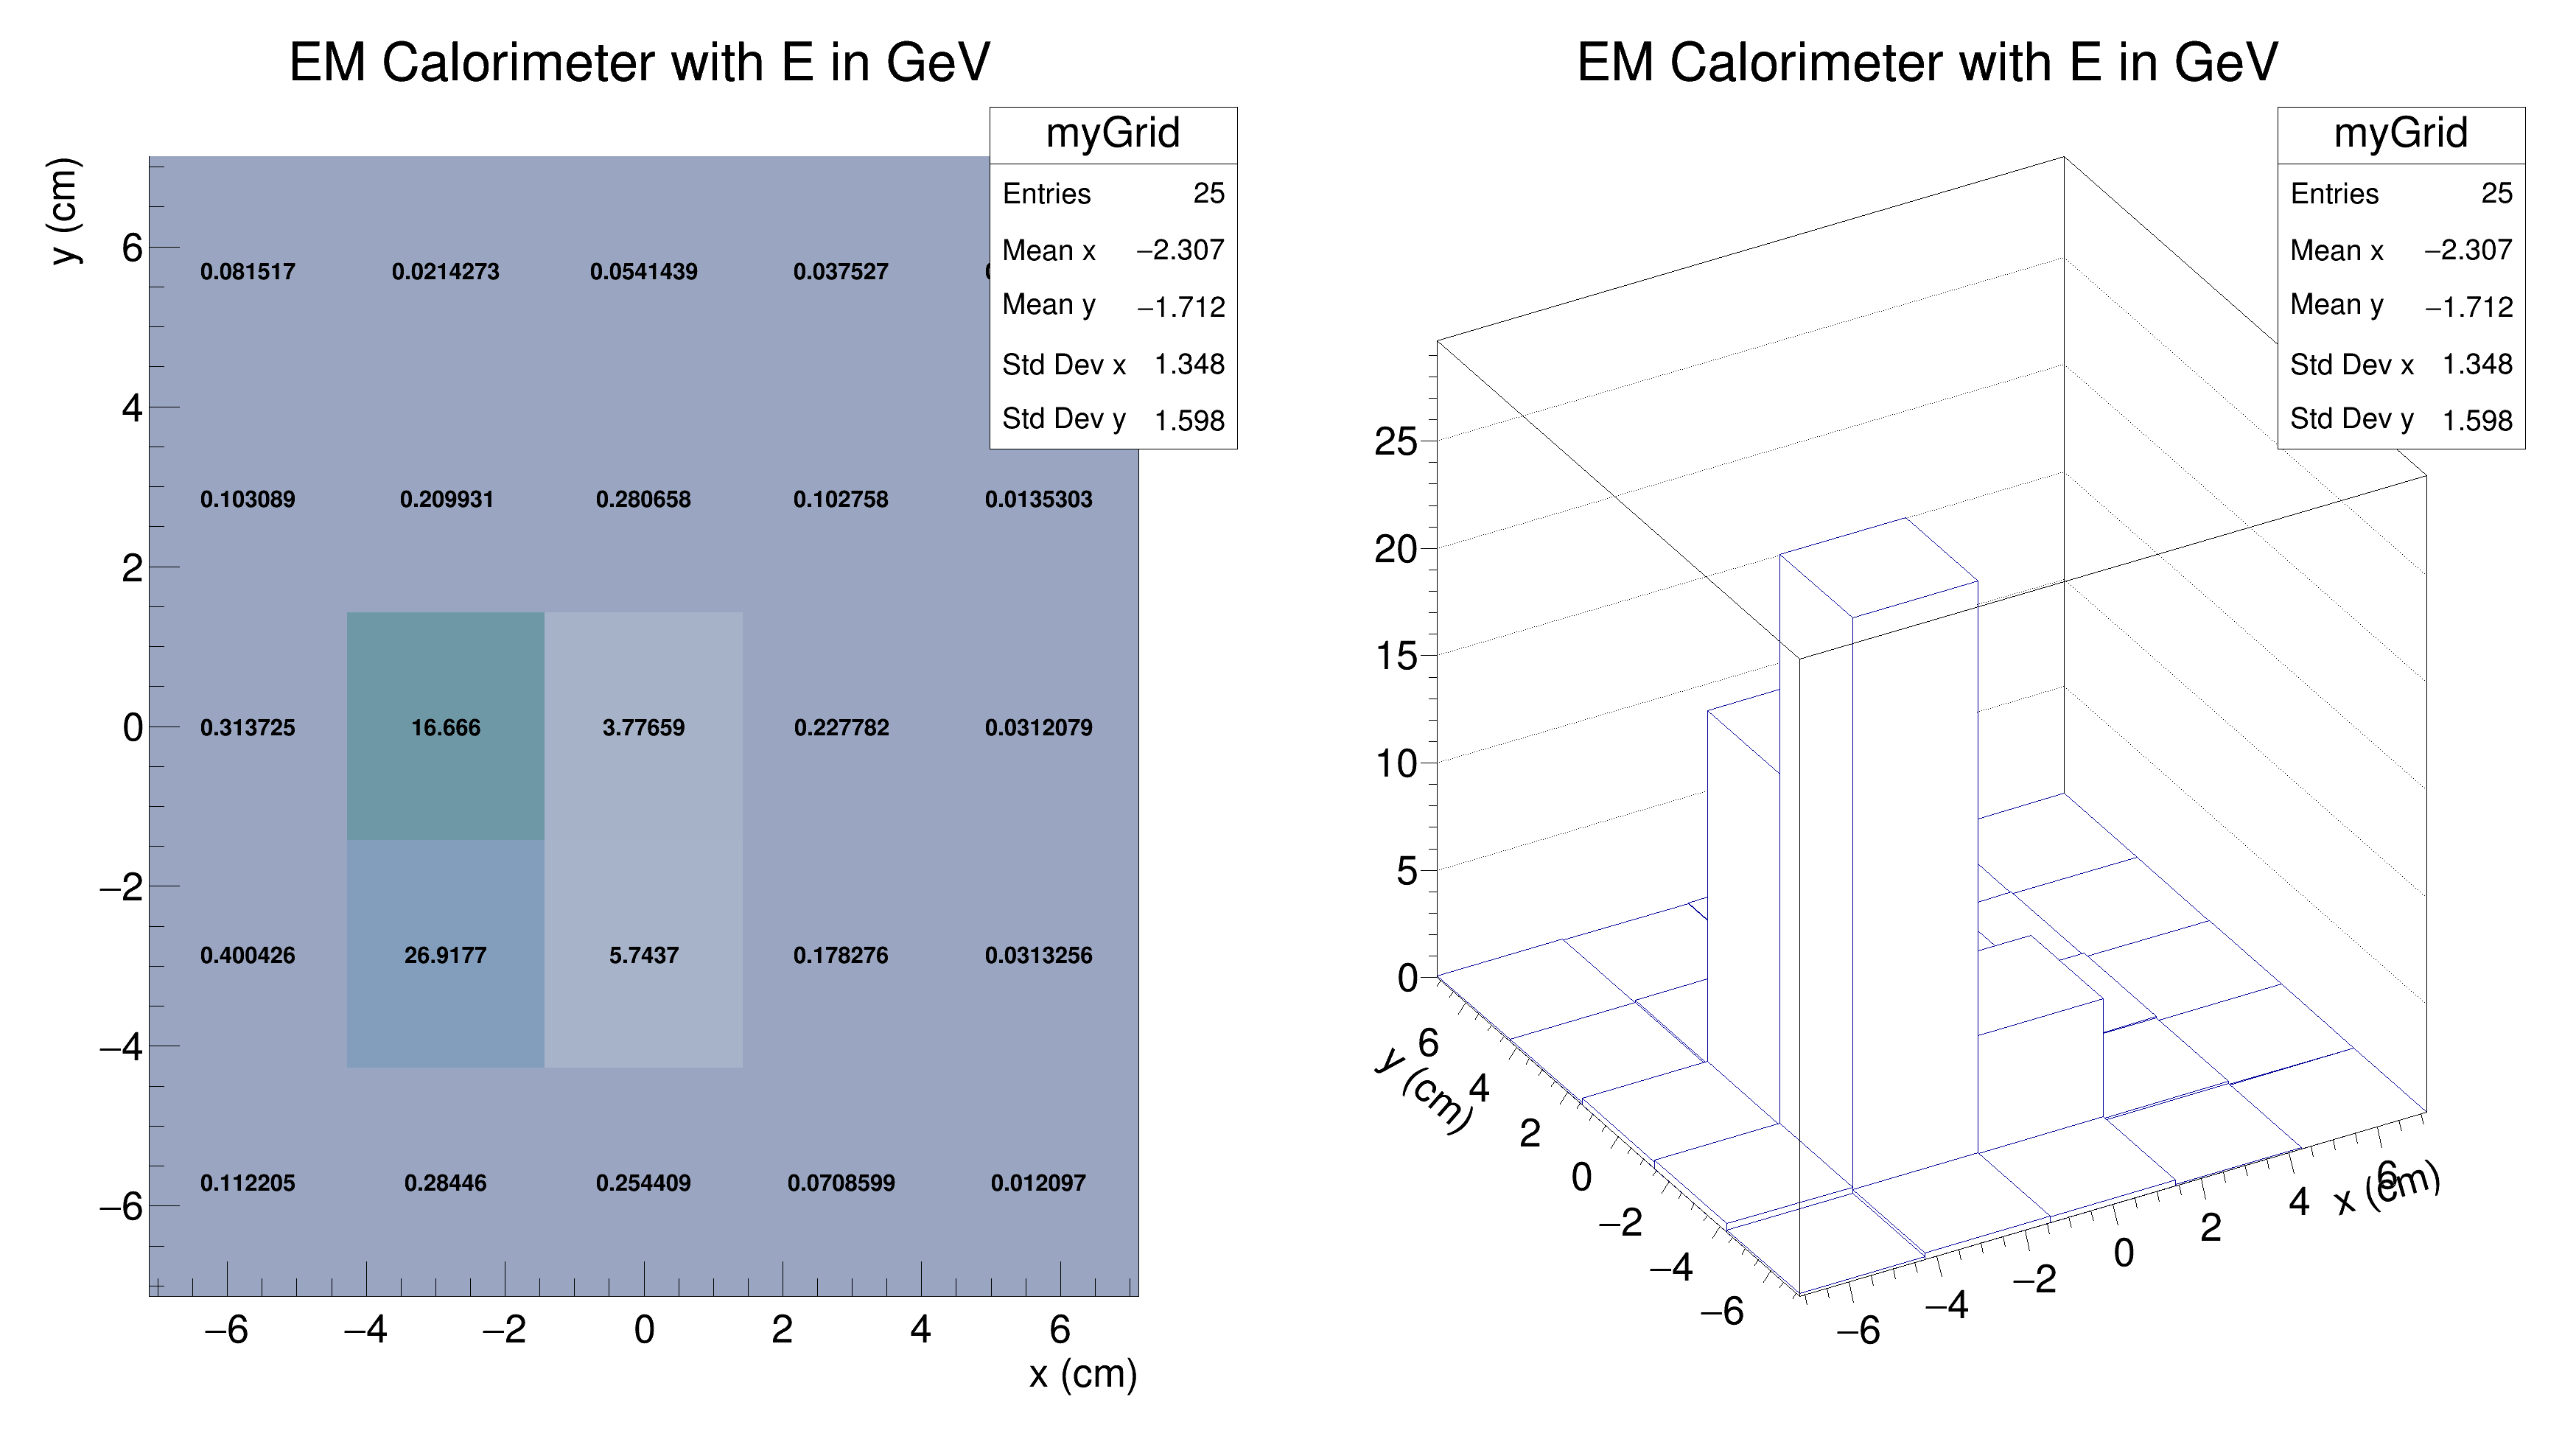 EM Calorimeter with E in GeV
myGrid
Entries 25
Mean x −2.307
Mean y −1.712
Std Dev x 1.348
Std Dev y 1.598
y (cm)
6
4
2
0
−2
−4
−6
0.081517 0.0214273 0.0541439 0.037527
0.103089 0.209931 0.280658 0.102758 0.0135303
0.313725 16.666 3.77659 0.227782 0.0312079
0.400426 26.9177 5.7437 0.178276 0.0313256
0.112205 0.28446 0.254409 0.0708599 0.012097
−6 −4 −2 0 2 4 6
x (cm)
EM Calorimeter with E in GeV
myGrid
Entries 25
Mean x −2.307
Mean y −1.712
Std Dev x 1.348
Std Dev y 1.598
25
20
15
10
5
0
y (cm)
6
4
2
0
−2
−4
−6
−6
−4
−2
0
2
4
6
x (cm)